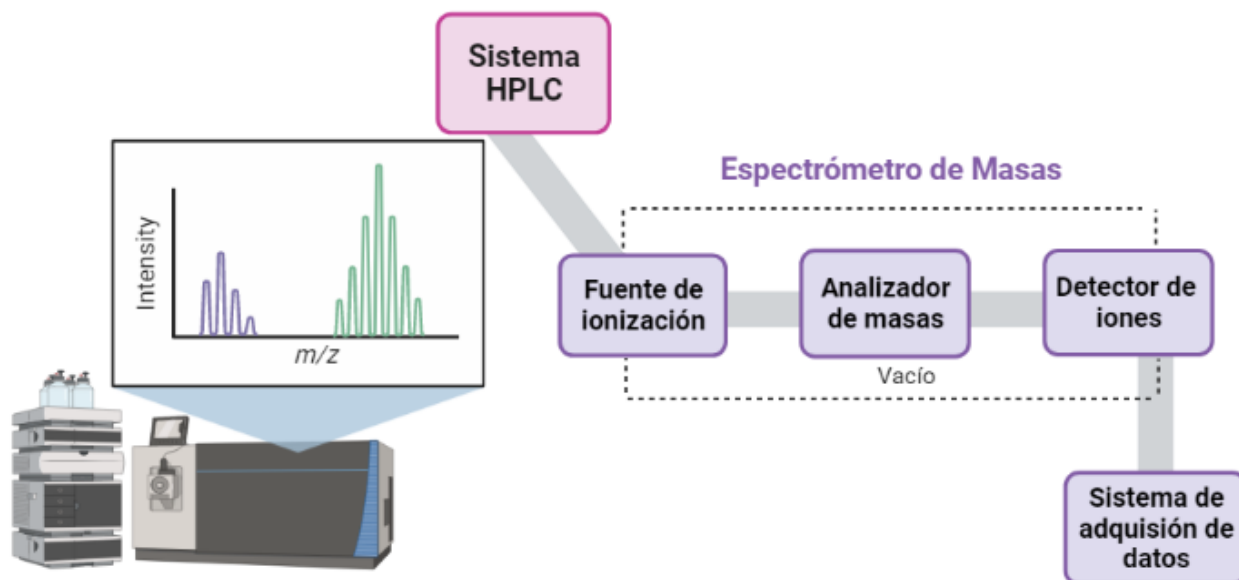 Sistema
HPLC
Espectrómetro de Masas
Intensity
m/z
Fuente de
ionización
Analizador
de masas
Detector de
iones
Vacío
Sistema de
adquisión de
datos